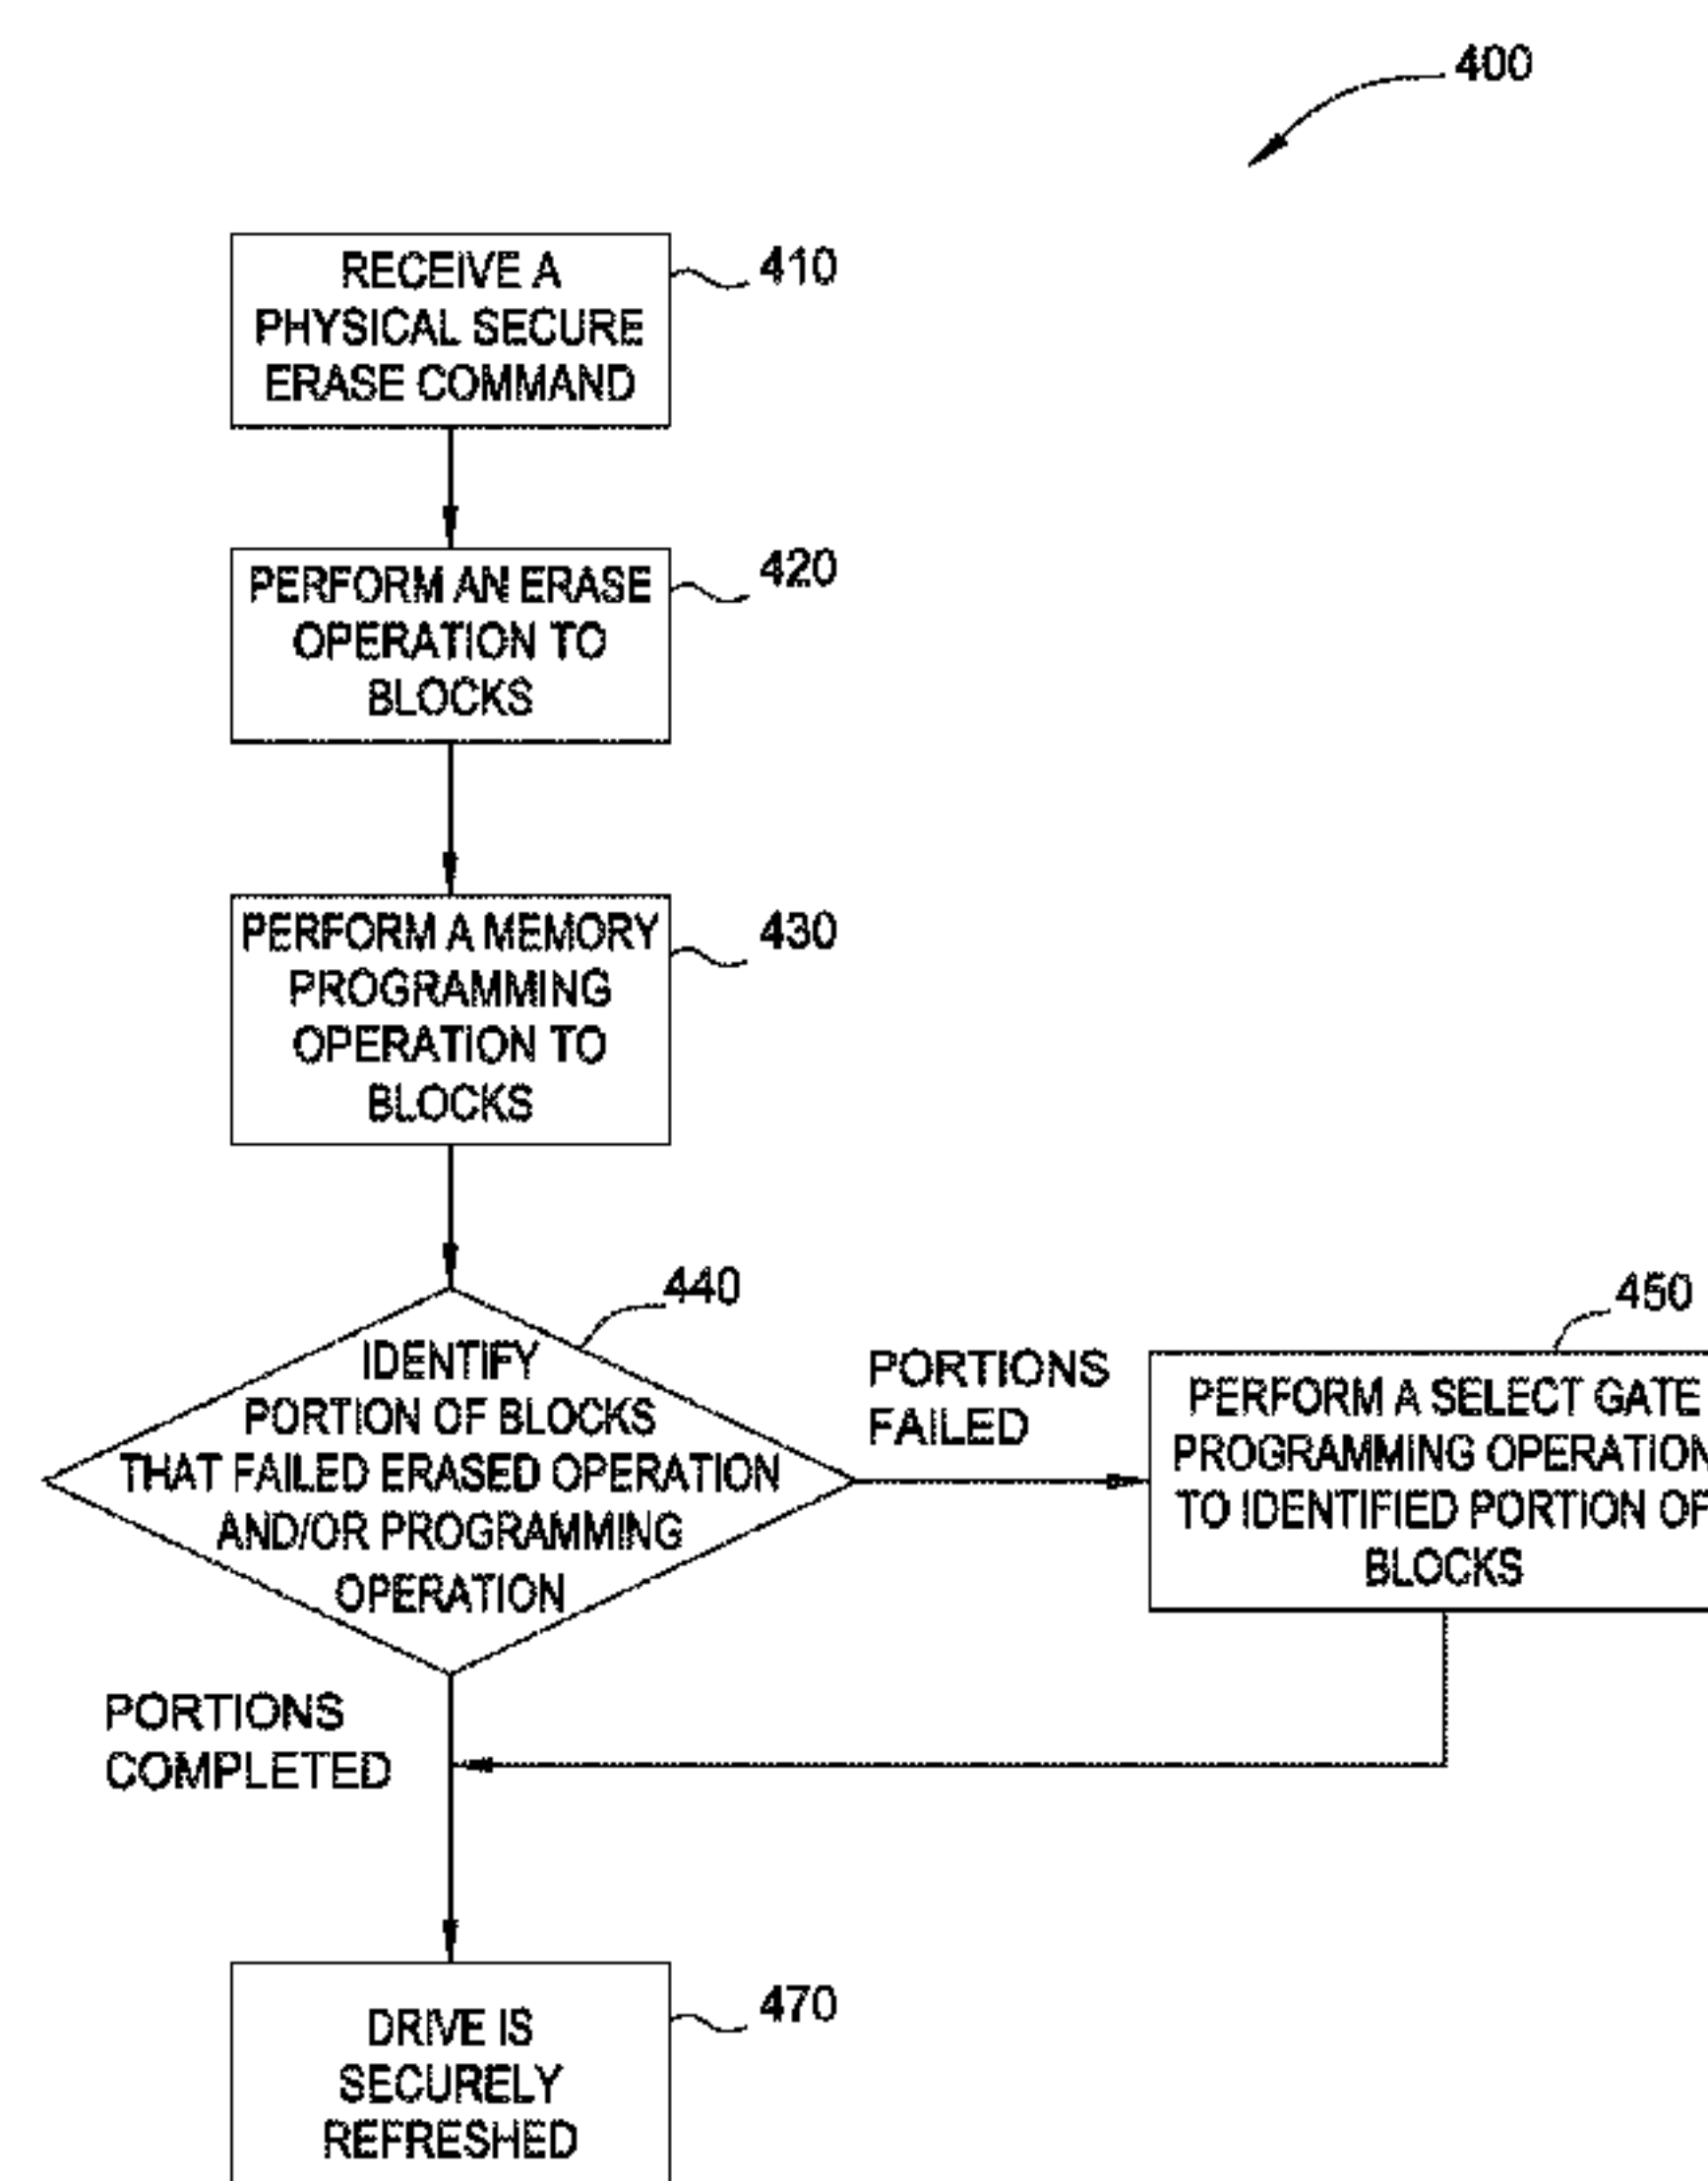 400
RECEIVE A
PHYSICAL SECURE
ERASE COMMAND
410
PERFORM AN ERASE
OPERATION TO
BLOCKS
420
PERFORM A MEMORY
PROGRAMMING
OPERATION TO
BLOCKS
430
IDENTIFY
PORTION OF BLOCKS
THAT FAILED ERASED OPERATION
AND/OR PROGRAMMING
OPERATION
440
PORTIONS
FAILED
450
PERFORM A SELECT GATE
PROGRAMMING OPERATION
TO IDENTIFIED PORTION OF
BLOCKS
PORTIONS
COMPLETED
DRIVE IS
SECURELY
REFRESHED
470